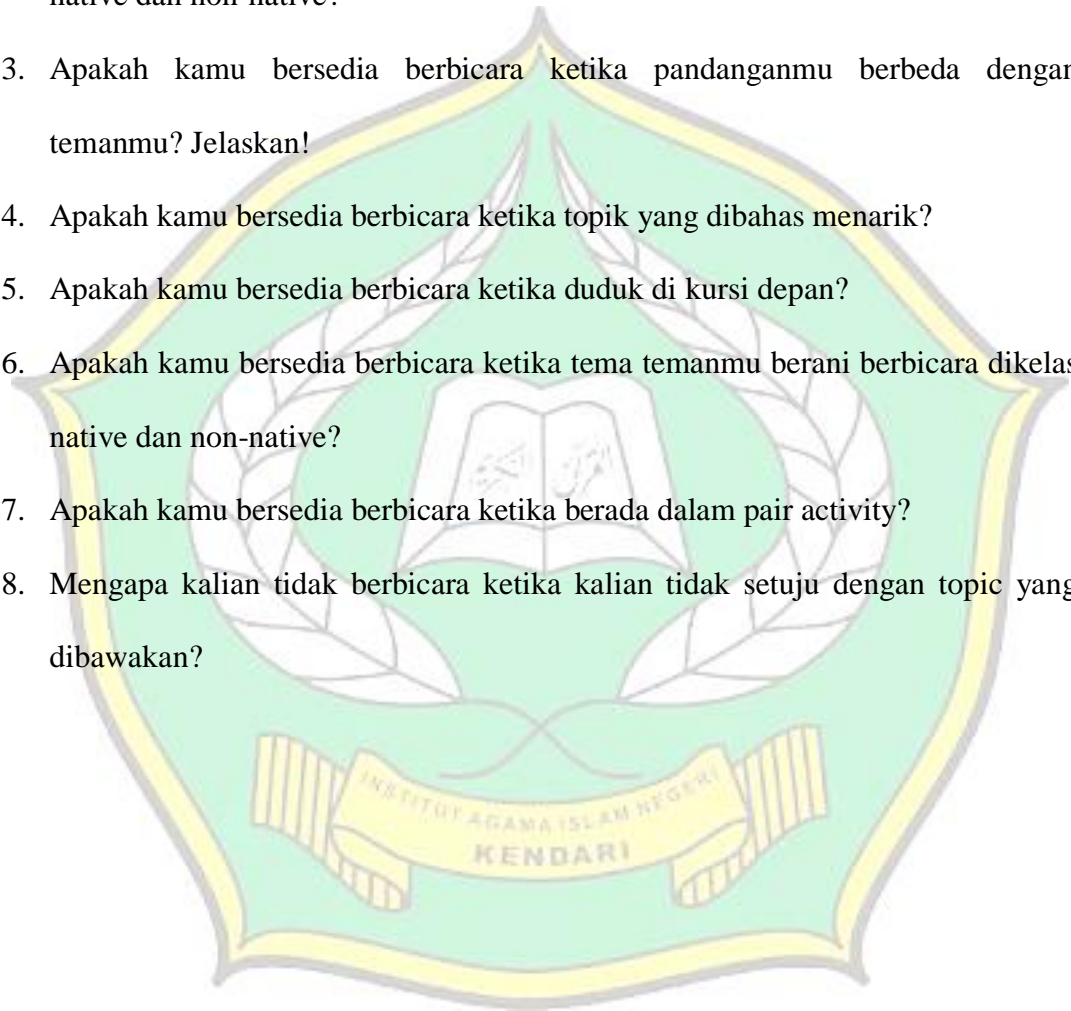 native dan non-native?
3. Apakah kamu bersedia berbicara ketika pandanganmu berbeda dengan
temanmu? Jelaskan!
4. Apakah kamu bersedia berbicara ketika topik yang dibahas menarik?
5. Apakah kamu bersedia berbicara ketika duduk di kursi depan?
6. Apakah kamu bersedia berbicara ketika tema temanmu berani berbicara dikelas
native dan non-native?
7. Apakah kamu bersedia berbicara ketika berada dalam pair activity?
8. Mengapa kalian tidak berbicara ketika kalian tidak setuju dengan topic yang
dibawakan?
INSTITUT AGAMA ISLAM NEGERI
KENDARI